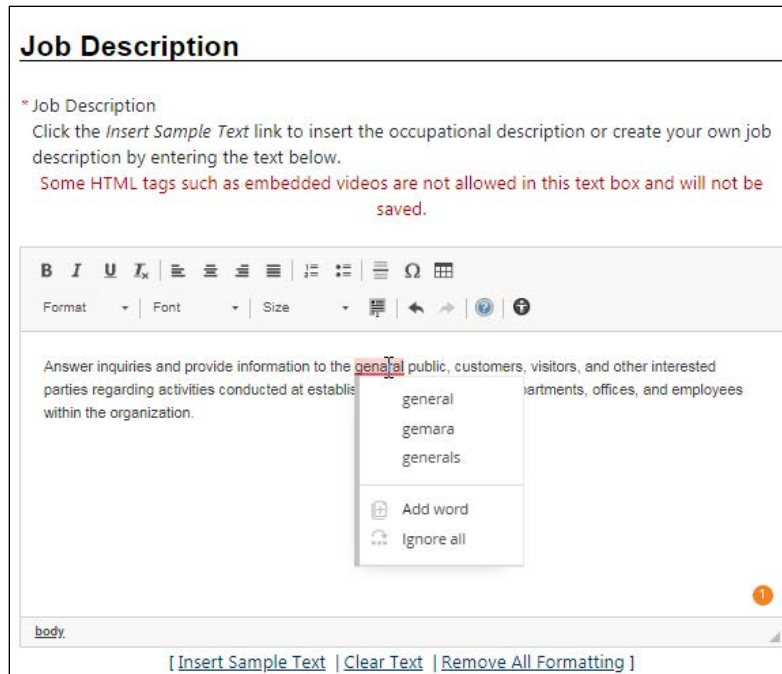 Job Description
* Job Description
Click the Insert Sample Text link to insert the occupational description or create your own job
description by entering the text below.
Some HTML tags such as embedded videos are not allowed in this text box and will not be
saved.
B I U Tx Ω
Format Font Size
Answer inquiries and provide information to the genaral public, customers, visitors, and other interested
parties regarding activities conducted at establis artments, offices, and employees
within the organization.
general
gemara
generals
Add word
Ignore all
1
body
[ Insert Sample Text | Clear Text | Remove All Formatting ]